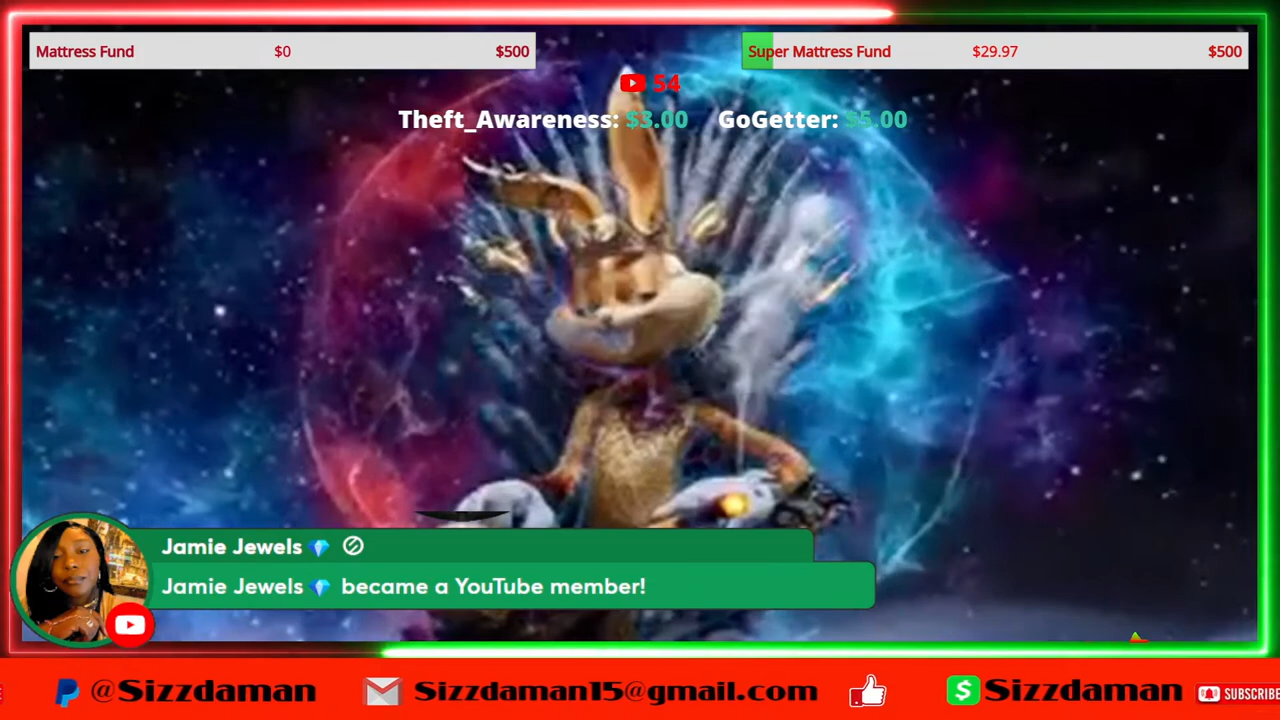 Mattress Fund $0 $500
Super Mattress Fund $29.97 $500
54
Theft_Awareness: $3.00 GoGetter: $5.00
Jamie Jewels
Jamie Jewels became a YouTube member!
@Sizzdaman Sizzdaman15@gmail.com Sizzdaman SUBSCRIBE